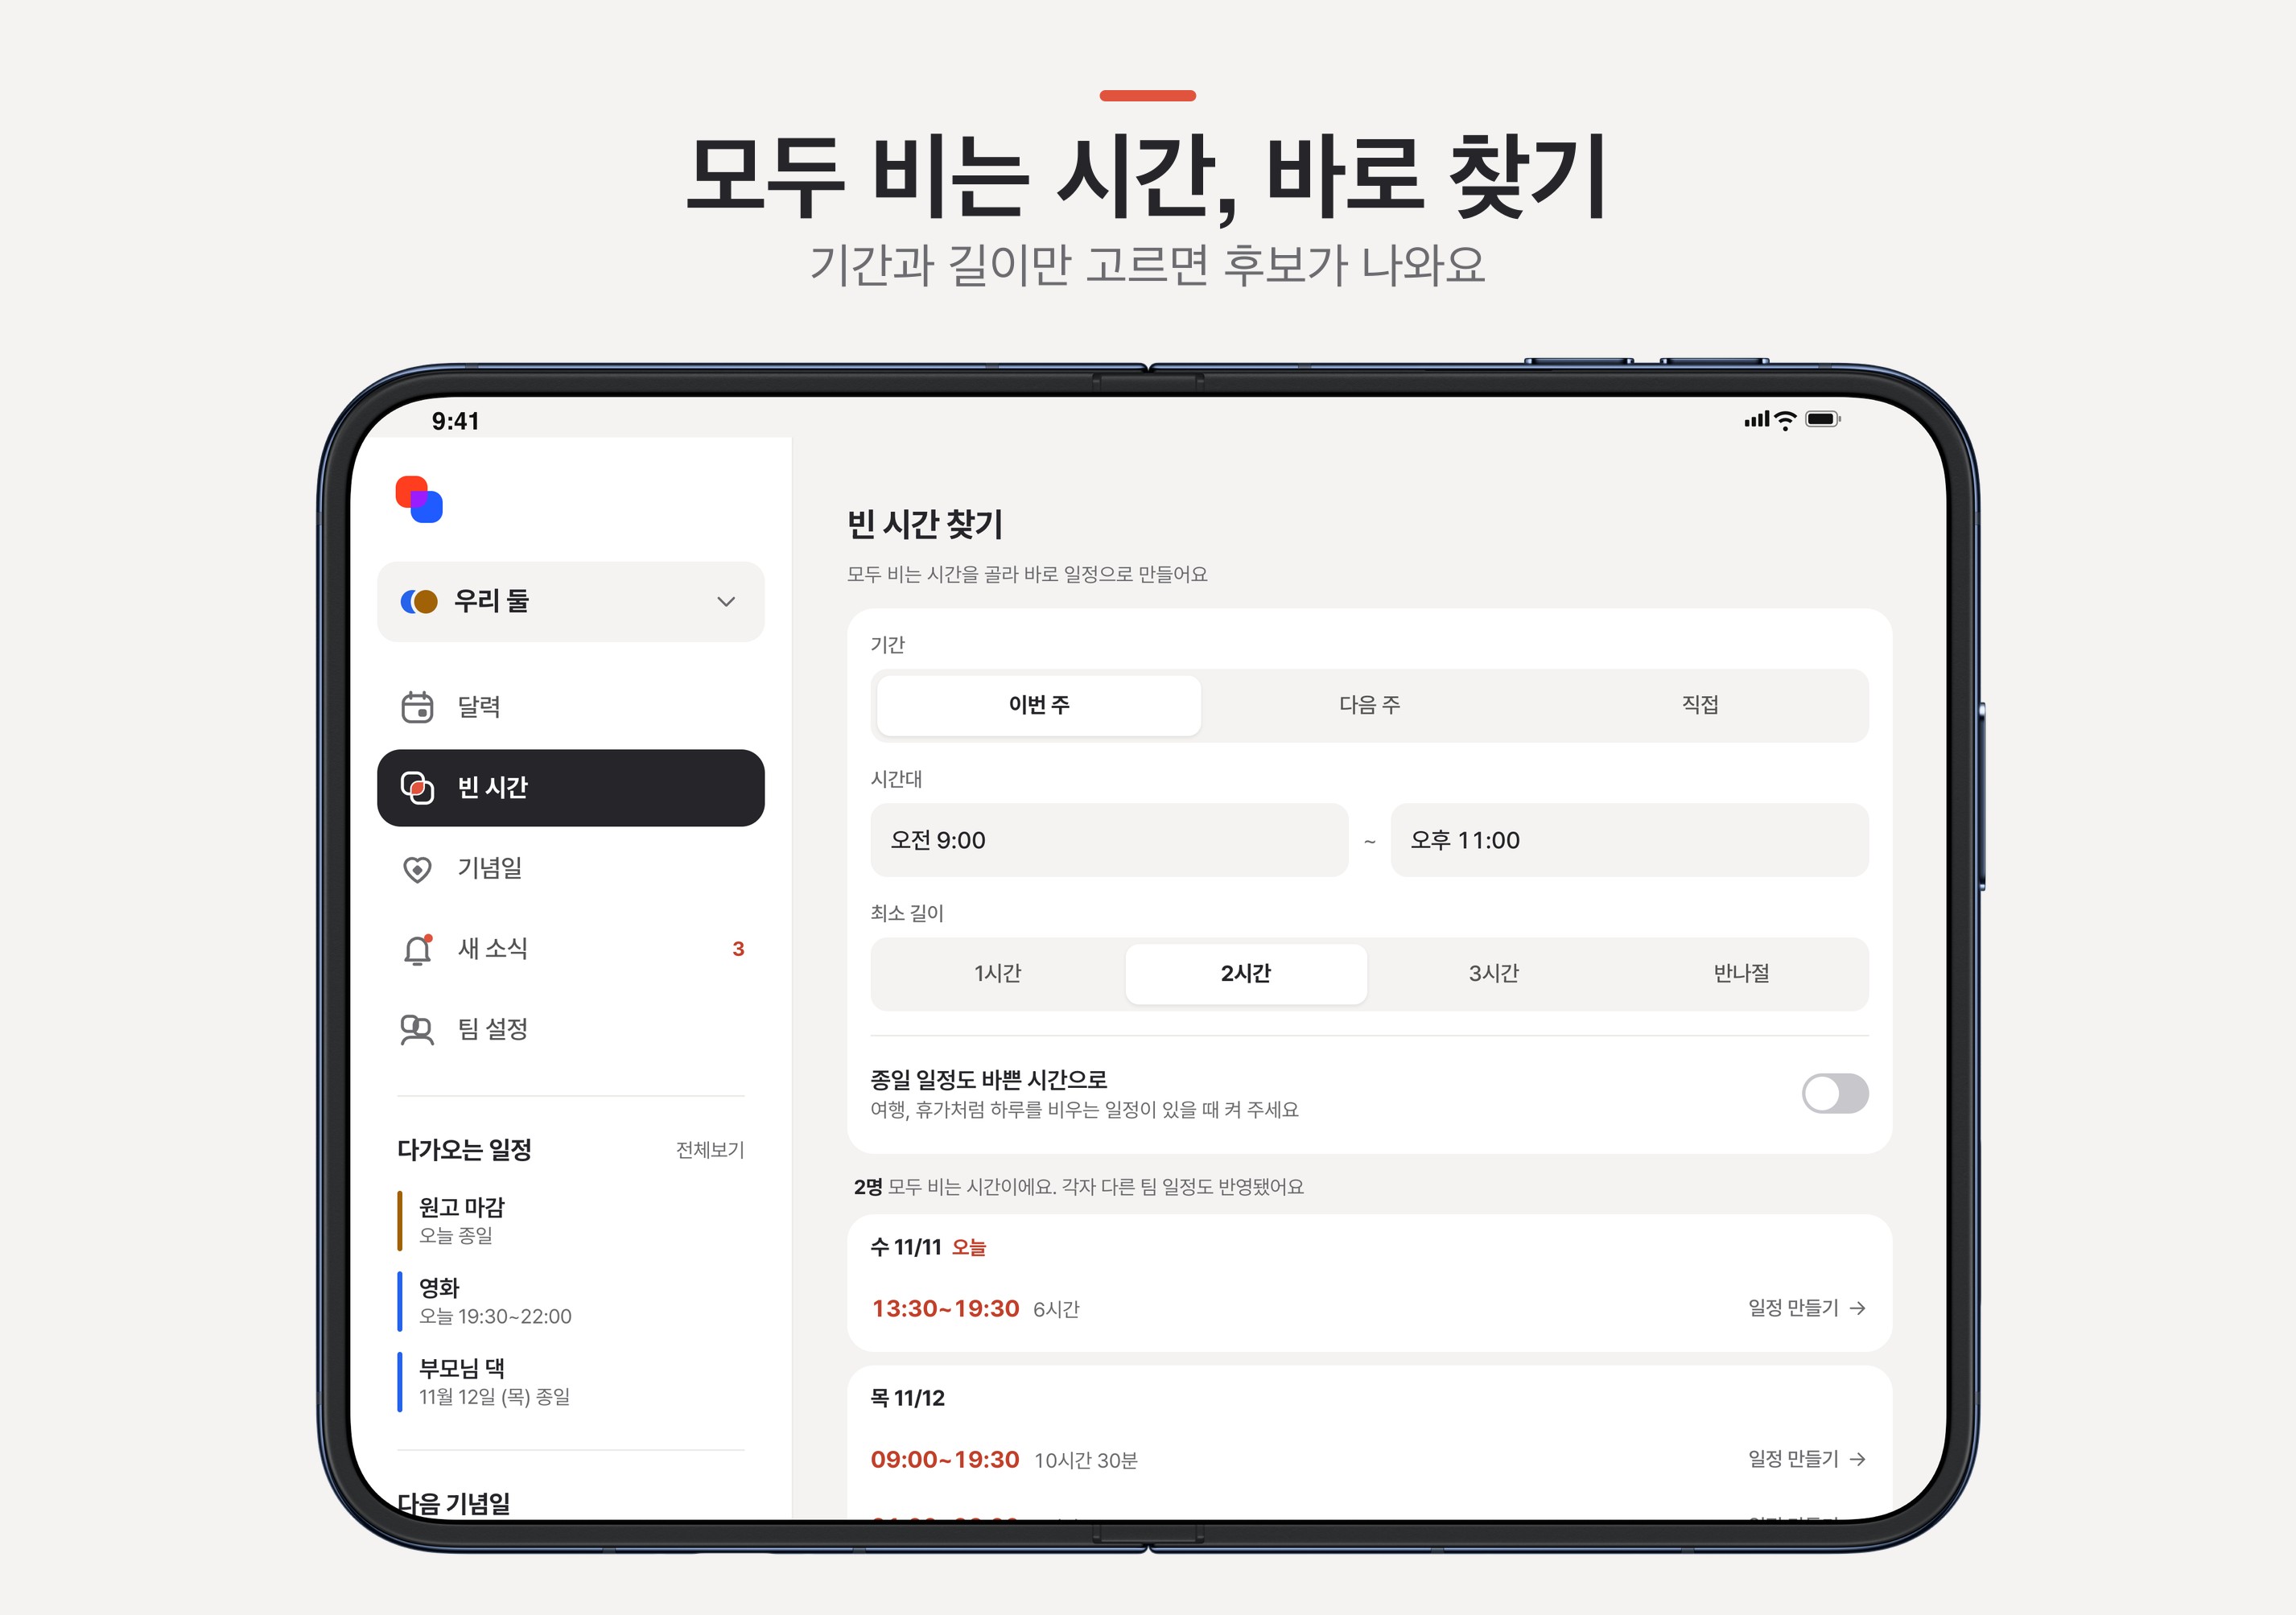 모두 비는 시간, 바로 찾기
기간과 길이만 고르면 후보가 나와요
9:41
우리 둘
달력
빈 시간
기념일
새 소식 3
팀 설정
다가오는 일정 전체보기
원고 마감
오늘 종일
영화
오늘 19:30~22:00
부모님 댁
11월 12일 (목) 종일
다음 기념일
빈 시간 찾기
모두 비는 시간을 골라 바로 일정으로 만들어요
기간
이번 주 다음 주 직접
시간대
오전 9:00 ~ 오후 11:00
최소 길이
1시간 2시간 3시간 반나절
종일 일정도 바쁜 시간으로
여행, 휴가처럼 하루를 비우는 일정이 있을 때 켜 주세요
2명 모두 비는 시간이에요. 각자 다른 팀 일정도 반영됐어요
수 11/11 오늘
13:30~19:30 6시간 일정 만들기 →
목 11/12
09:00~19:30 10시간 30분 일정 만들기 →